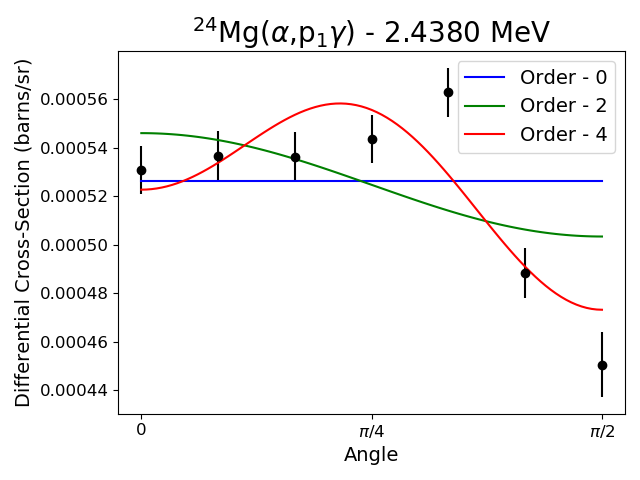 ²⁴Mg(α,p₁γ) - 2.4380 MeV
Differential Cross-Section (barns/sr)
0.00056
0.00054
0.00052
0.00050
0.00048
0.00046
0.00044
Order - 0
Order - 2
Order - 4
0
π/4
π/2
Angle